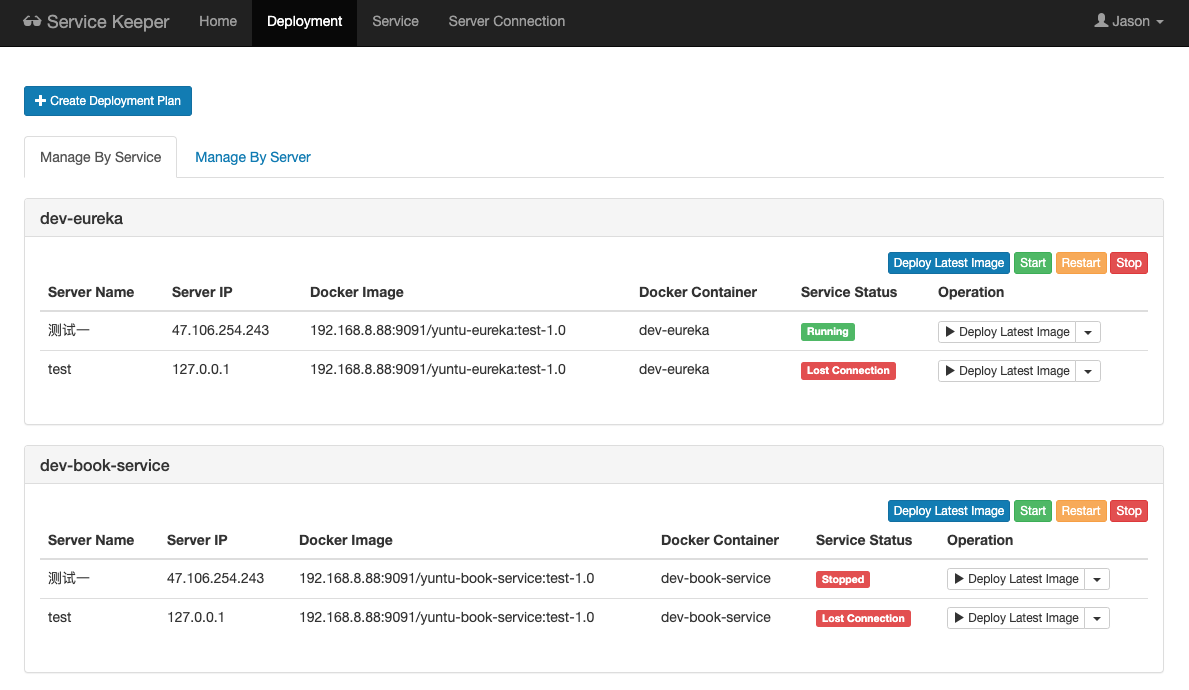 Service Keeper Home Deployment Service Server Connection Jason
Create Deployment Plan
Manage By Service Manage By Server
dev-eureka
Deploy Latest Image Start Restart Stop
Server Name Server IP Docker Image Docker Container Service Status Operation
测试一 47.106.254.243 192.168.8.88:9091/yuntu-eureka:test-1.0 dev-eureka Running Deploy Latest Image
test 127.0.0.1 192.168.8.88:9091/yuntu-eureka:test-1.0 dev-eureka Lost Connection Deploy Latest Image
dev-book-service
Deploy Latest Image Start Restart Stop
Server Name Server IP Docker Image Docker Container Service Status Operation
测试一 47.106.254.243 192.168.8.88:9091/yuntu-book-service:test-1.0 dev-book-service Stopped Deploy Latest Image
test 127.0.0.1 192.168.8.88:9091/yuntu-book-service:test-1.0 dev-book-service Lost Connection Deploy Latest Image